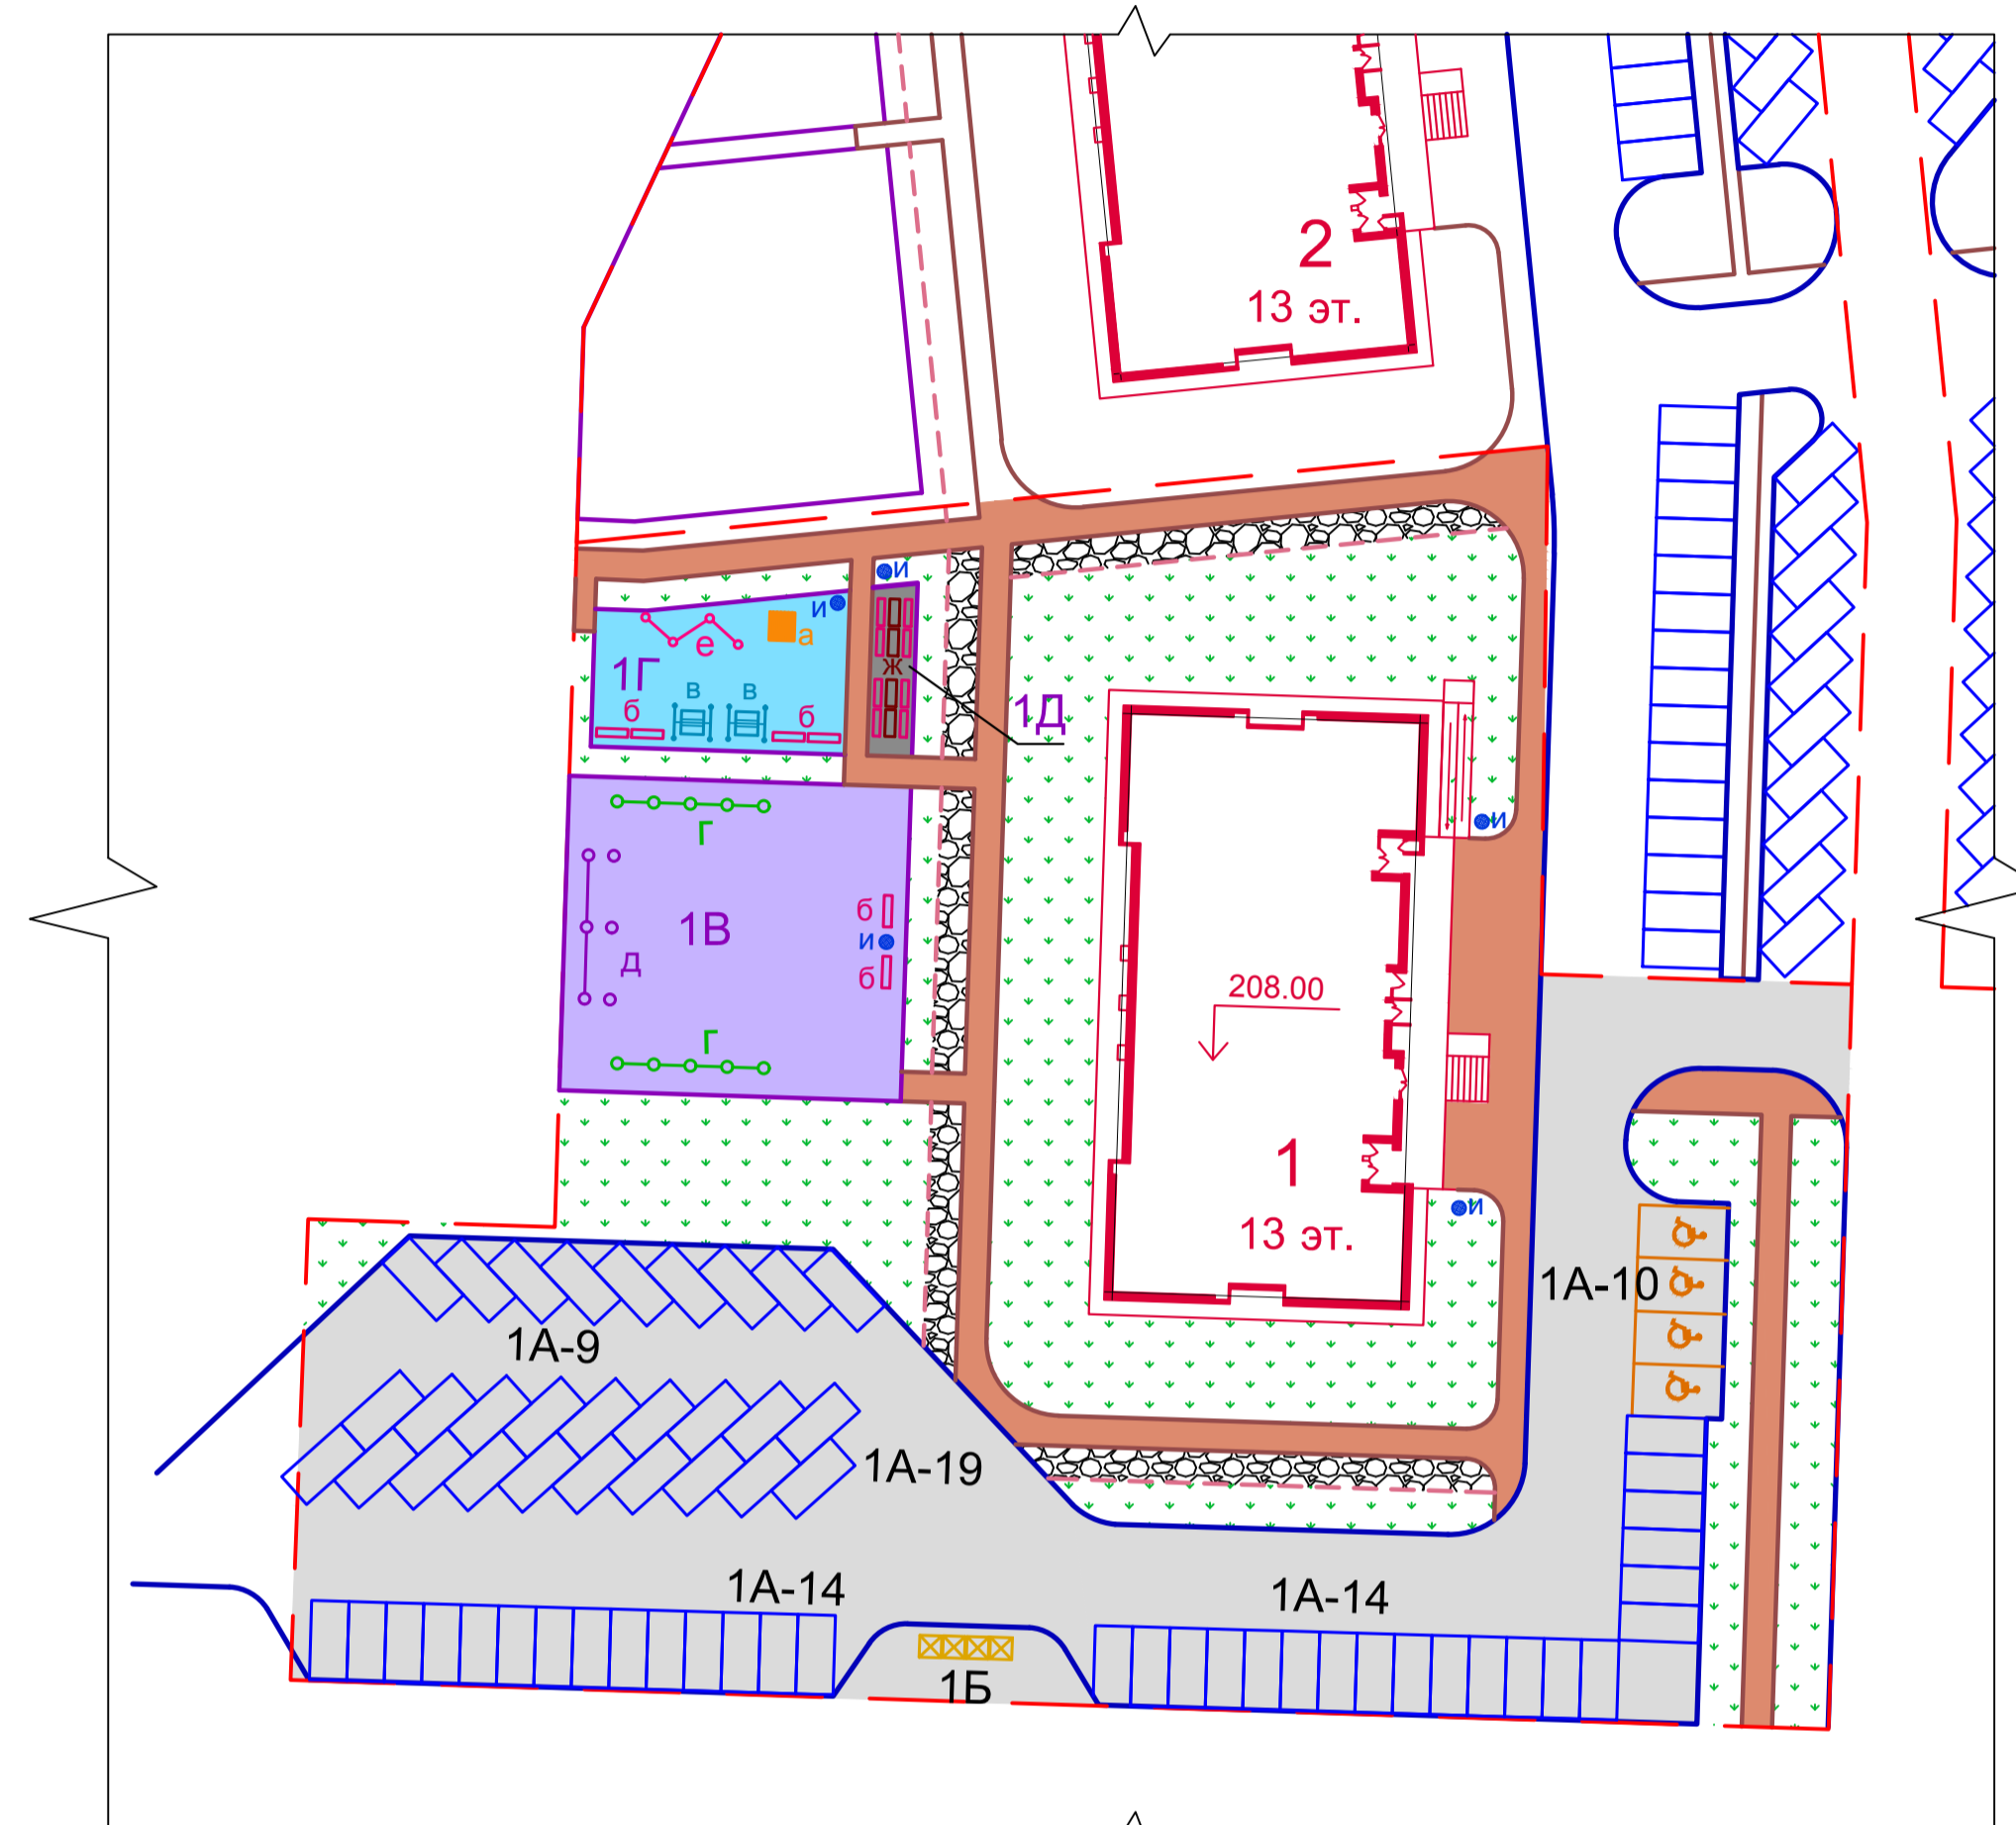 2
13 эт.
и
и
а
е
1Г
ж
в
в
б
б
1Д
г
и
б
1В
и
д
б
208.00
г
1
13 эт.
и
1А-10
1А-9
1А-19
1А-14
1А-14
1Б